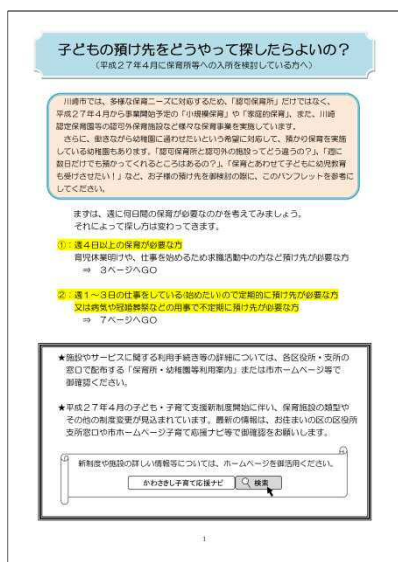 子どもの預け先をどうやって探したらよいの？
（平成２７年４月に保育所等への入所を検討している方へ）
川崎市では、多様な保育ニーズに対応するため、「認可保育所」だけではなく、
平成２７年４月から事業開始予定の「小規模保育」や「家庭的保育」、また、川崎
認定保育園等の認可外保育施設など様々な保育事業を実施しています。
さらに、働きながら幼稚園に通わせたいという希望に対応して、預かり保育を実施
している幼稚園もあります。「認可保育所と認可外の施設ってどう違うの？」、「週に
数日だけでも預かってくれるところはあるの？」、「保育とあわせて子どもに幼児教育
も受けさせたい！」など、お子様の預け先を御検討の際に、このパンフレットを参考に
してください。
まずは、週に何日間の保育が必要なのかを考えてみましょう。
それによって探し方は変わってきます。
①：週４日以上の保育が必要な方
育児休業明けや、仕事を始めるため求職活動中の方など預け先が必要な方
⇒ ３ページへGO
②：週１～３日の仕事をしている(始めたい)ので定期的に預け先が必要な方
又は病気や冠婚葬祭などの用事で不定期に預け先が必要な方
⇒ ７ページへGO
★施設やサービスに関する利用手続き等の詳細については、各区役所・支所の
窓口で配布する「保育所・幼稚園等利用案内」または市ホームページ等で
御確認ください。
★平成２７年４月の子ども・子育て支援新制度開始に伴い、保育施設の類型や
その他の制度変更が見込まれています。最新の情報は、お住まいの区の区役所
支所窓口や市ホームページ子育て応援ナビ等で御確認をお願いします。
新制度や施設の詳しい情報等については、ホームページを御活用ください。
かわさきし子育て応援ナビ 検索
1